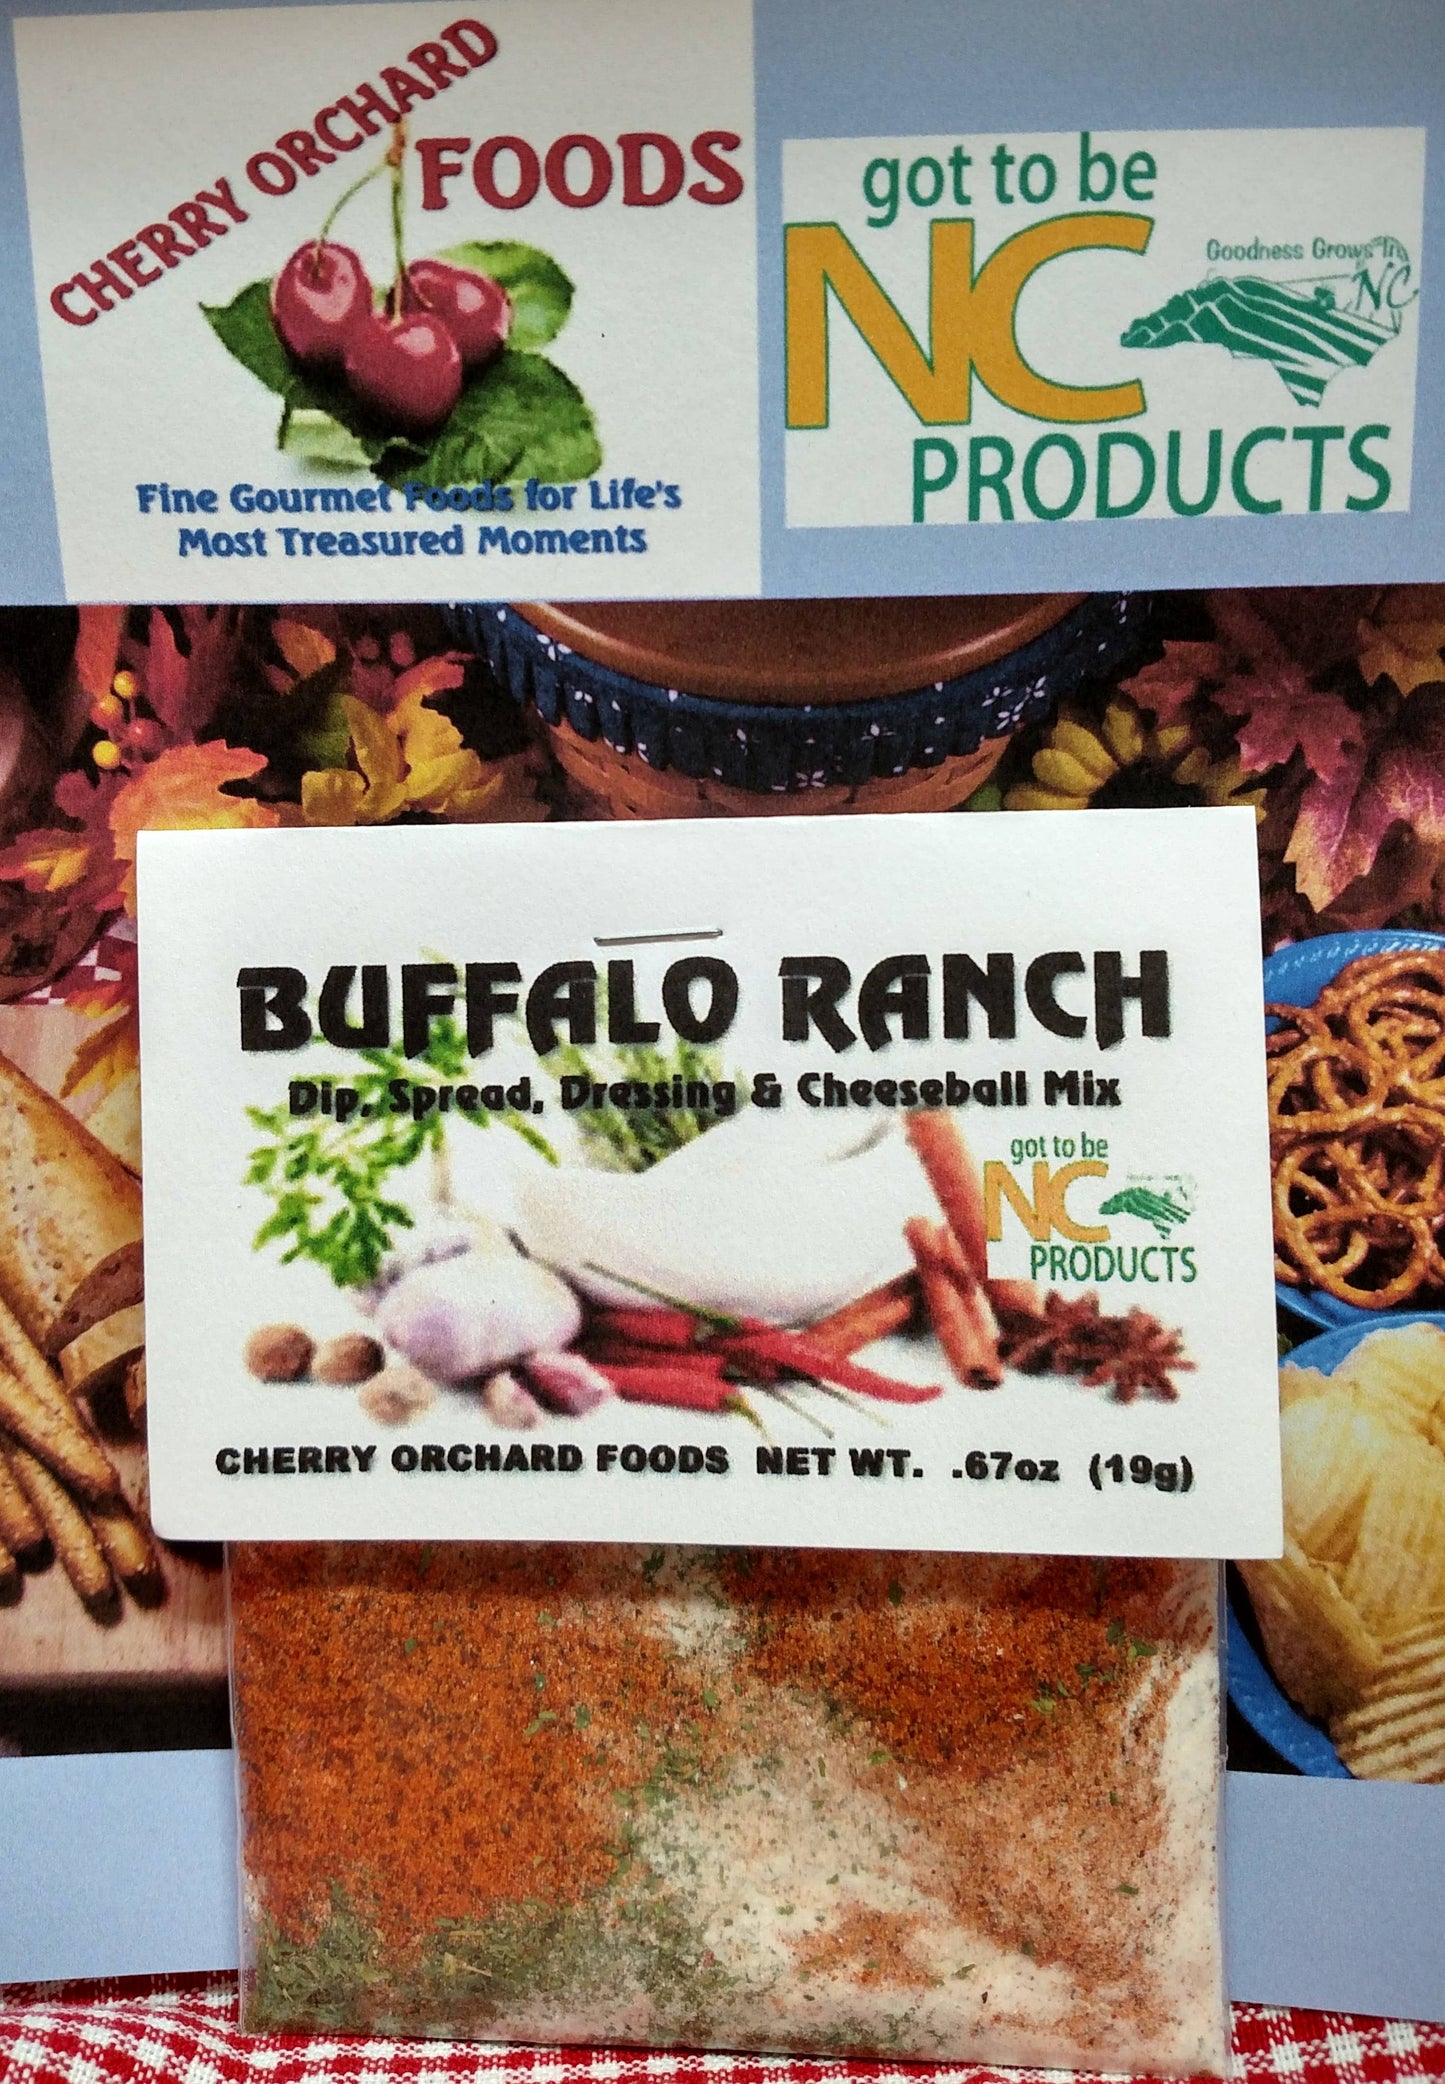 CHERRY ORCHARD
FOODS
Fine Gourmet Foods for Life's
Most Treasured Moments
got to be
NC
Goodness Grows In
NC
PRODUCTS
BUFFALO RANCH
Dip, Spread, Dressing & Cheeseball Mix
got to be
NC
PRODUCTS
CHERRY ORCHARD FOODS NET WT. .67oz (19g)